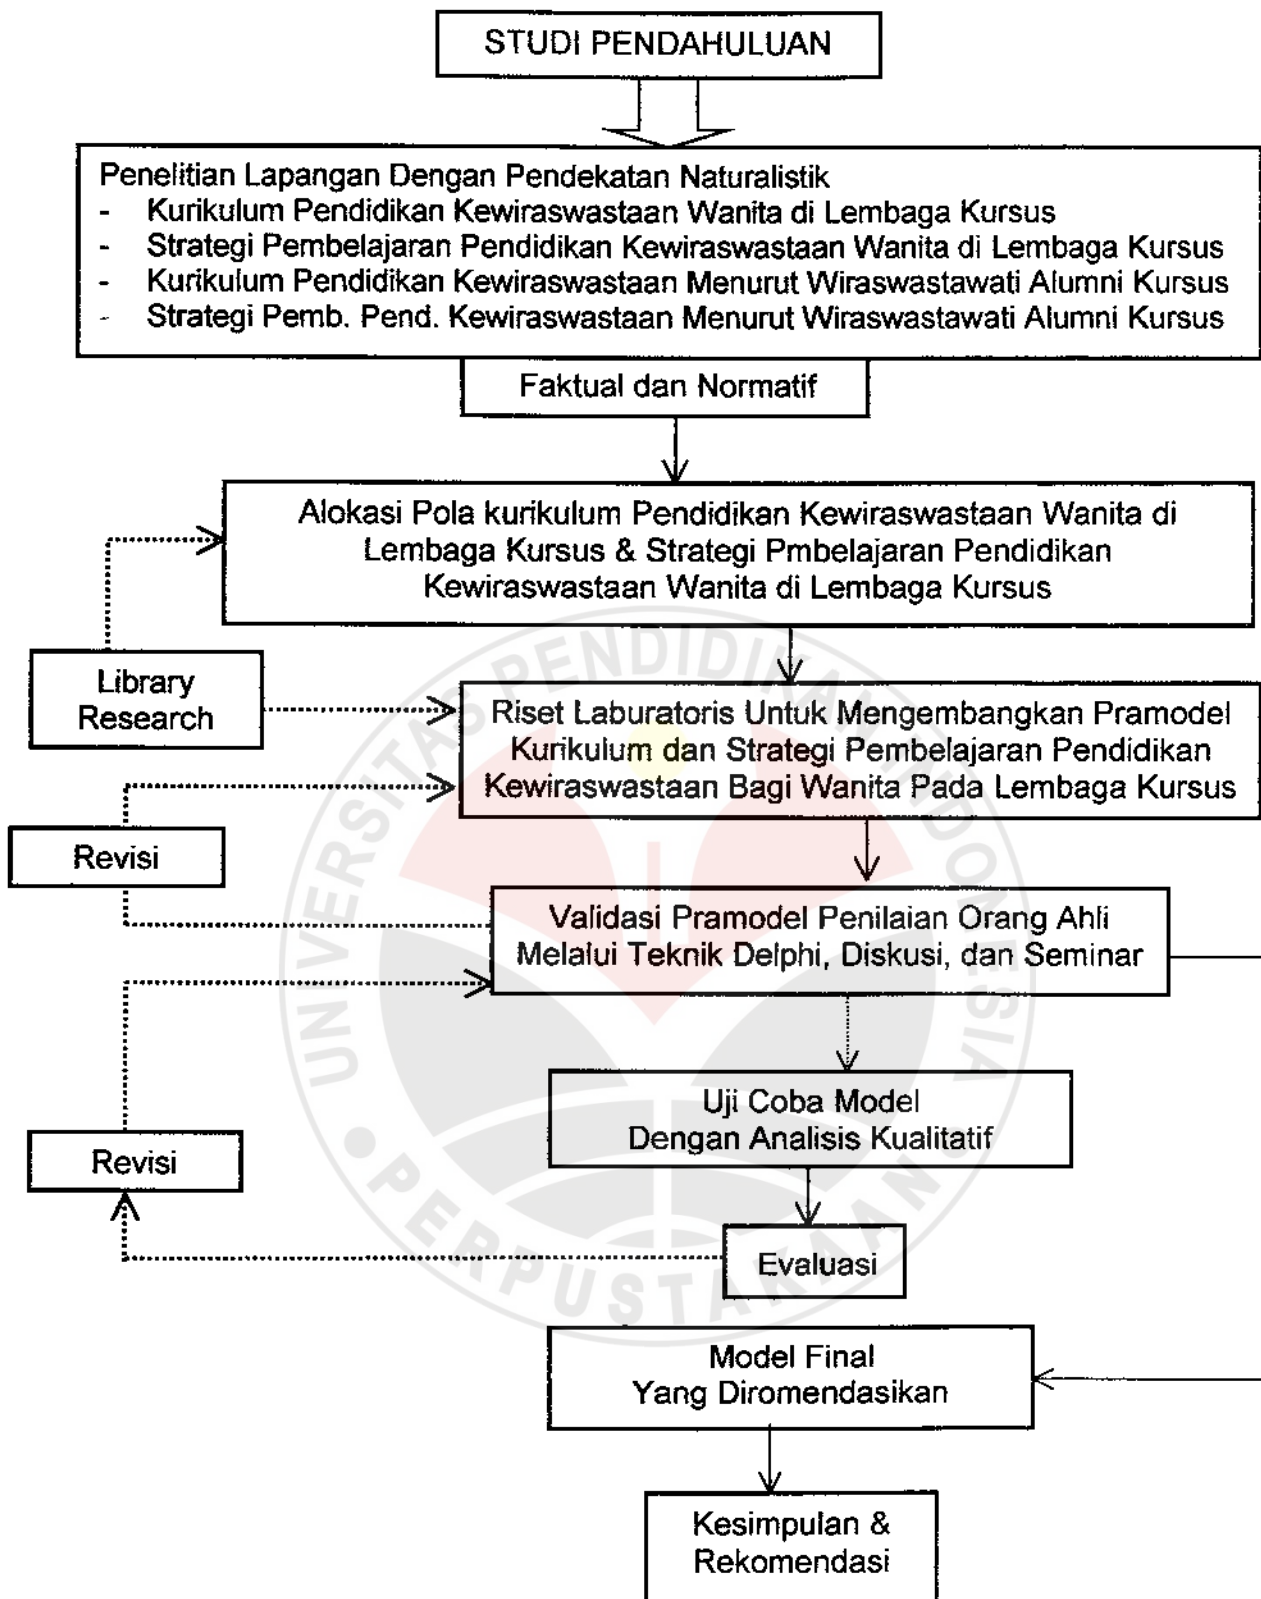 STUDI PENDAHULUAN
Penelitian Lapangan Dengan Pendekatan Naturalistik
- Kurikulum Pendidikan Kewiraswastaan Wanita di Lembaga Kursus
- Strategi Pembelajaran Pendidikan Kewiraswastaan Wanita di Lembaga Kursus
- Kurikulum Pendidikan Kewiraswastaan Menurut Wiraswastawati Alumni Kursus
- Strategi Pemb. Pend. Kewiraswastaan Menurut Wiraswastawati Alumni Kursus
Faktual dan Normatif
Alokasi Pola kurikulum Pendidikan Kewiraswastaan Wanita di
Lembaga Kursus & Strategi Pmbelajaran Pendidikan
Kewiraswastaan Wanita di Lembaga Kursus
Library
Research
Riset Laburatoris Untuk Mengembangkan Pramodel
Kurikulum dan Strategi Pembelajaran Pendidikan
Kewiraswastaan Bagi Wanita Pada Lembaga Kursus
Revisi
Validasi Pramodel Penilaian Orang Ahli
Melalui Teknik Delphi, Diskusi, dan Seminar
Uji Coba Model
Dengan Analisis Kualitatif
Revisi
Evaluasi
Model Final
Yang Diromendasikan
Kesimpulan &
Rekomendasi
UNIVERSITAS PENDIDIKAN INDONESIA
PERPUSTAKAAN